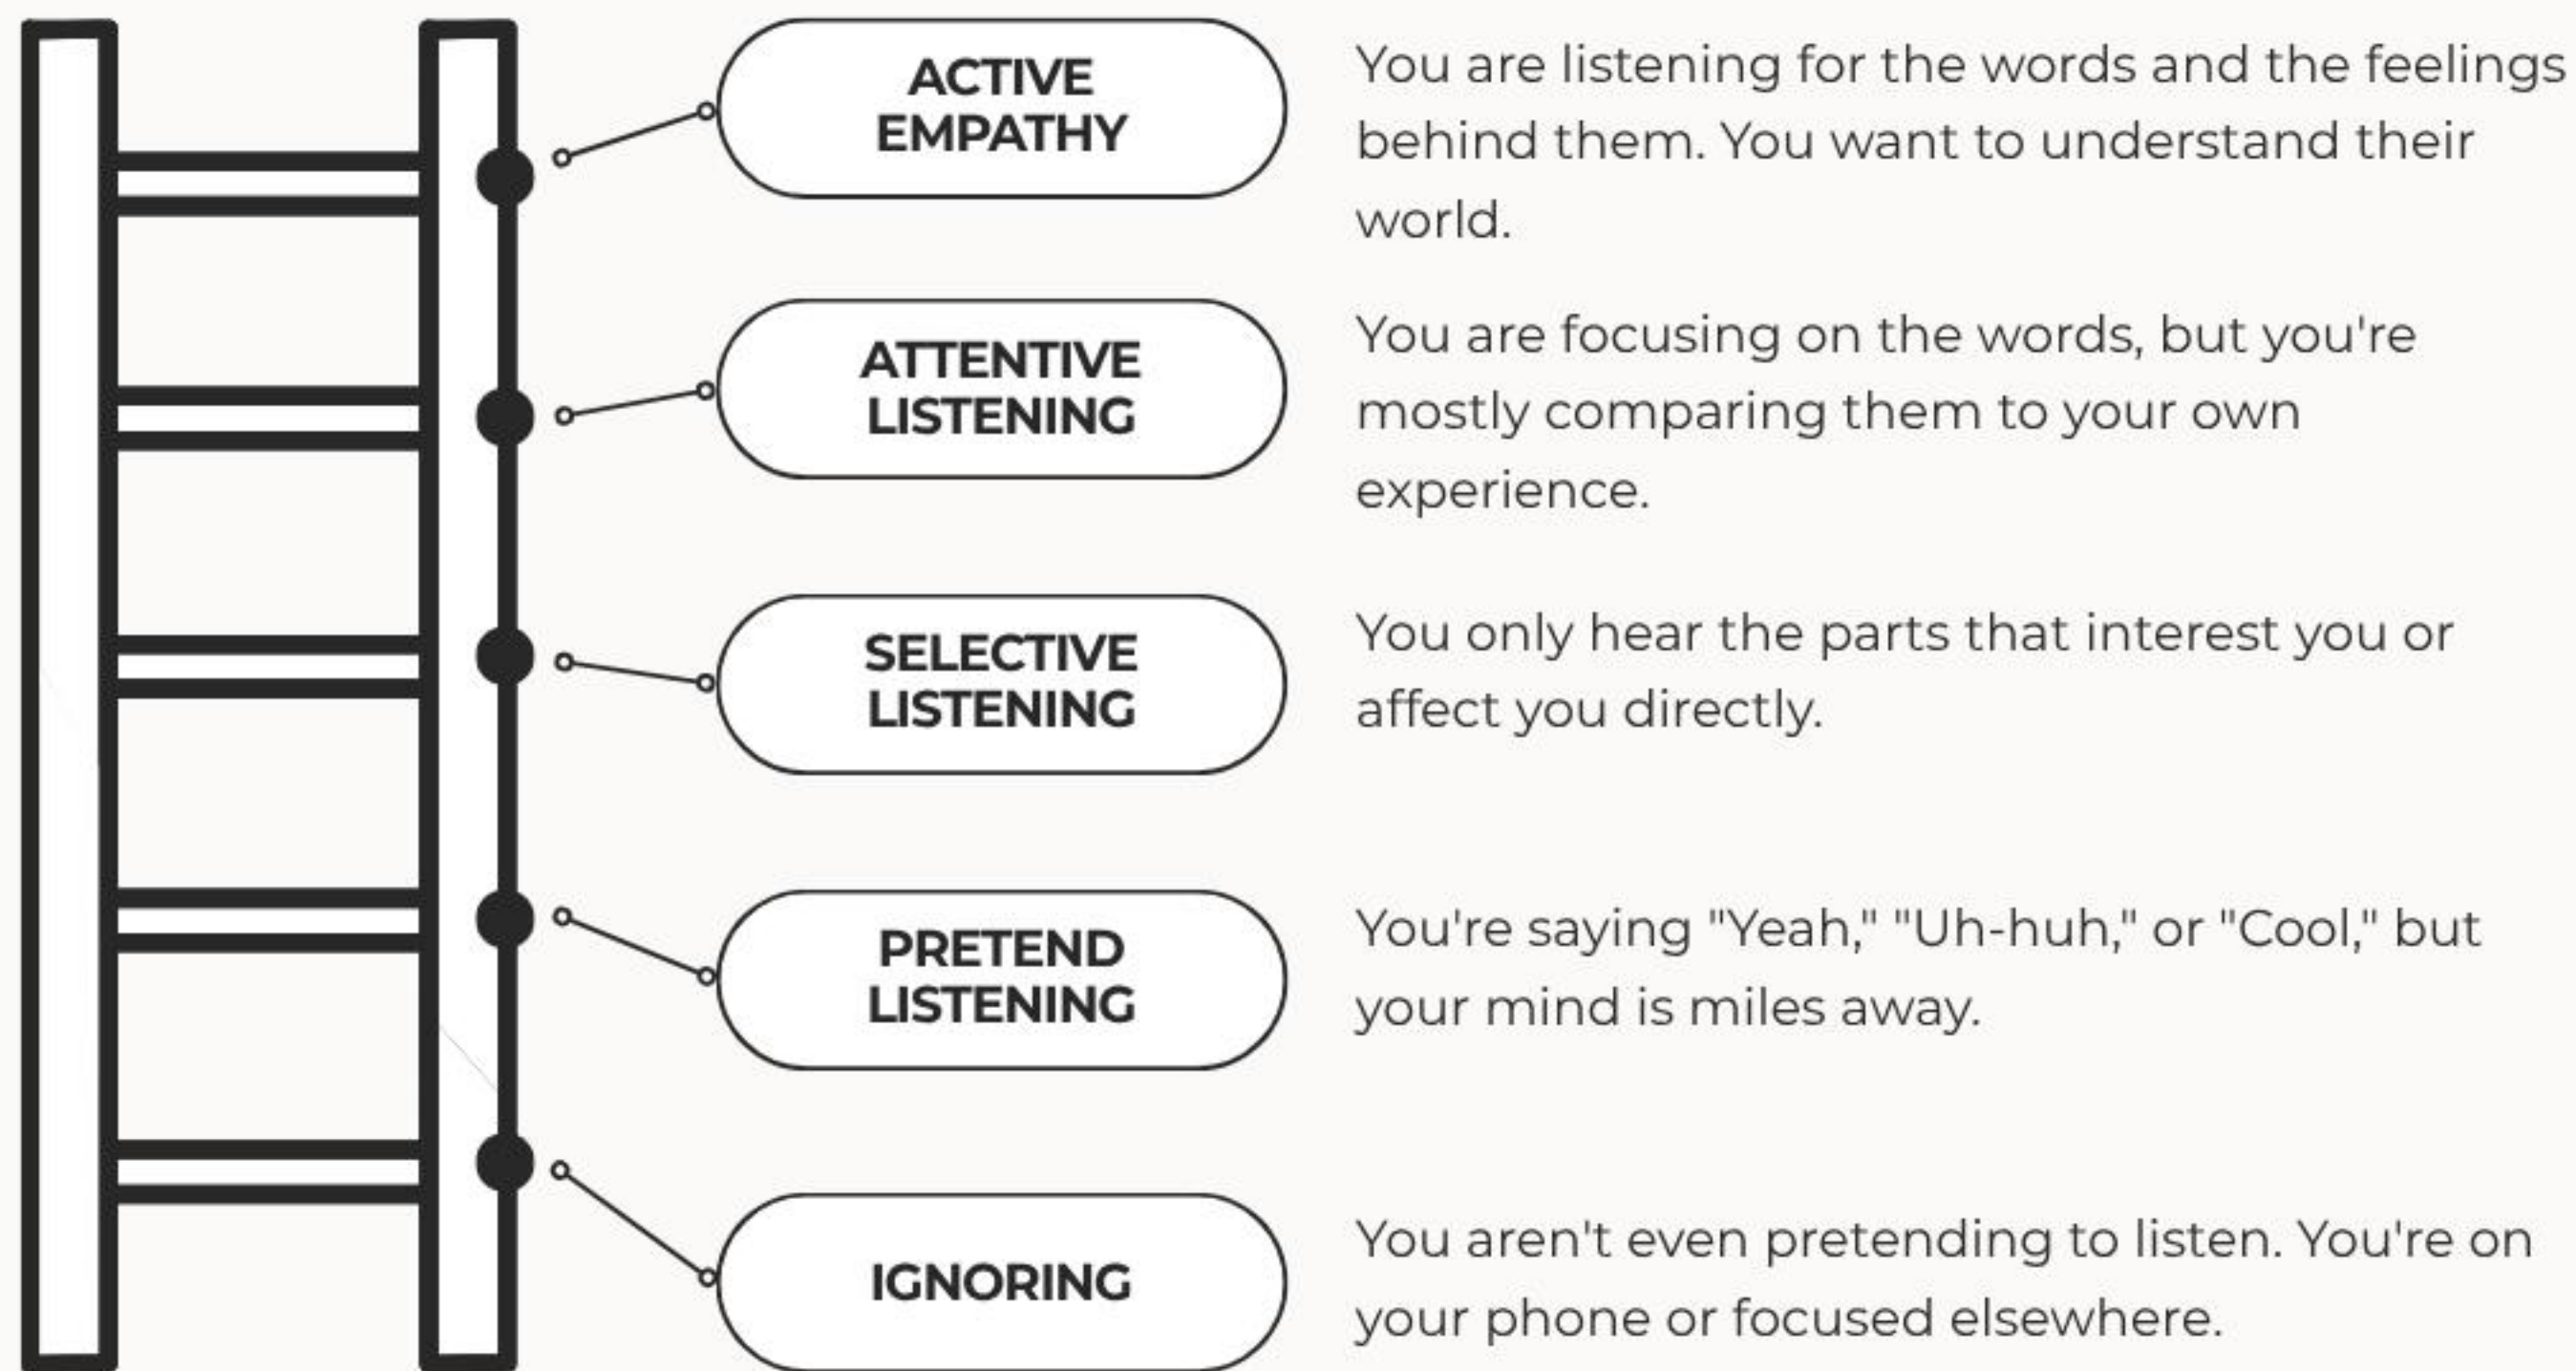 ACTIVE
EMPATHY
You are listening for the words and the feelings
behind them. You want to understand their
world.
ATTENTIVE
LISTENING
You are focusing on the words, but you're
mostly comparing them to your own
experience.
SELECTIVE
LISTENING
You only hear the parts that interest you or
affect you directly.
PRETEND
LISTENING
You're saying "Yeah," "Uh-huh," or "Cool," but
your mind is miles away.
IGNORING
You aren't even pretending to listen. You're on
your phone or focused elsewhere.